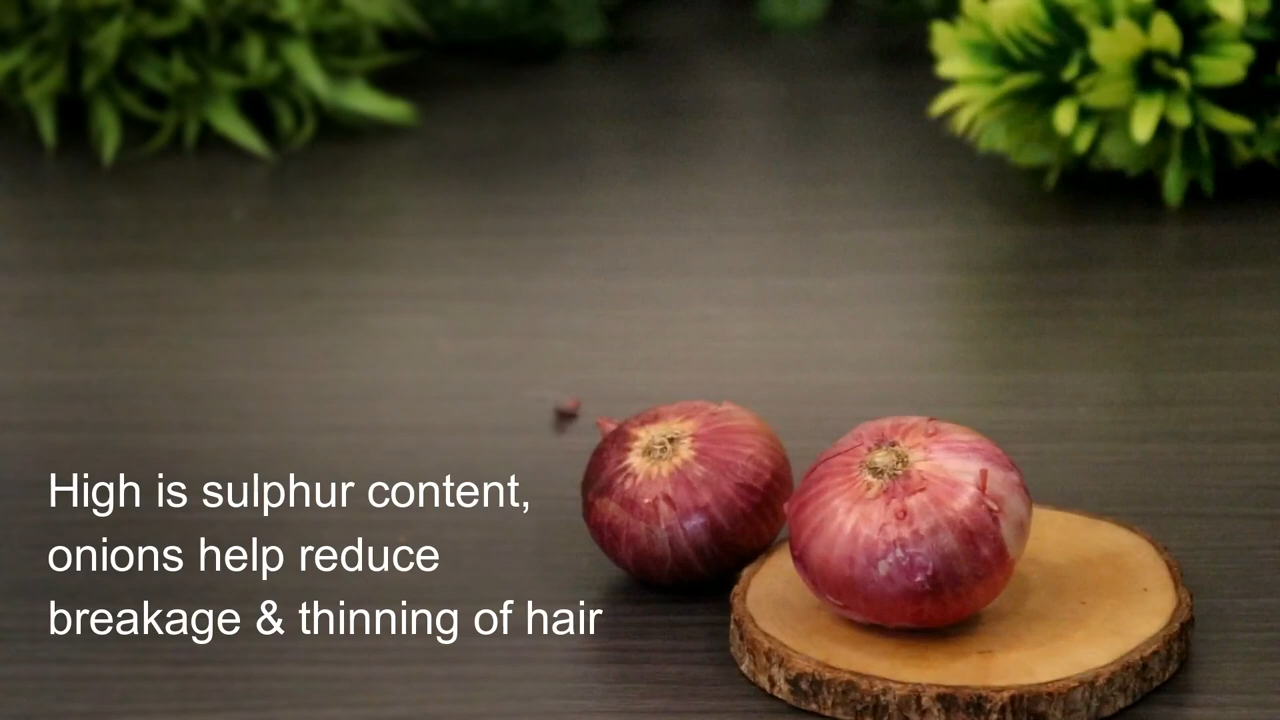 High is sulphur content,
onions help reduce
breakage & thinning of hair